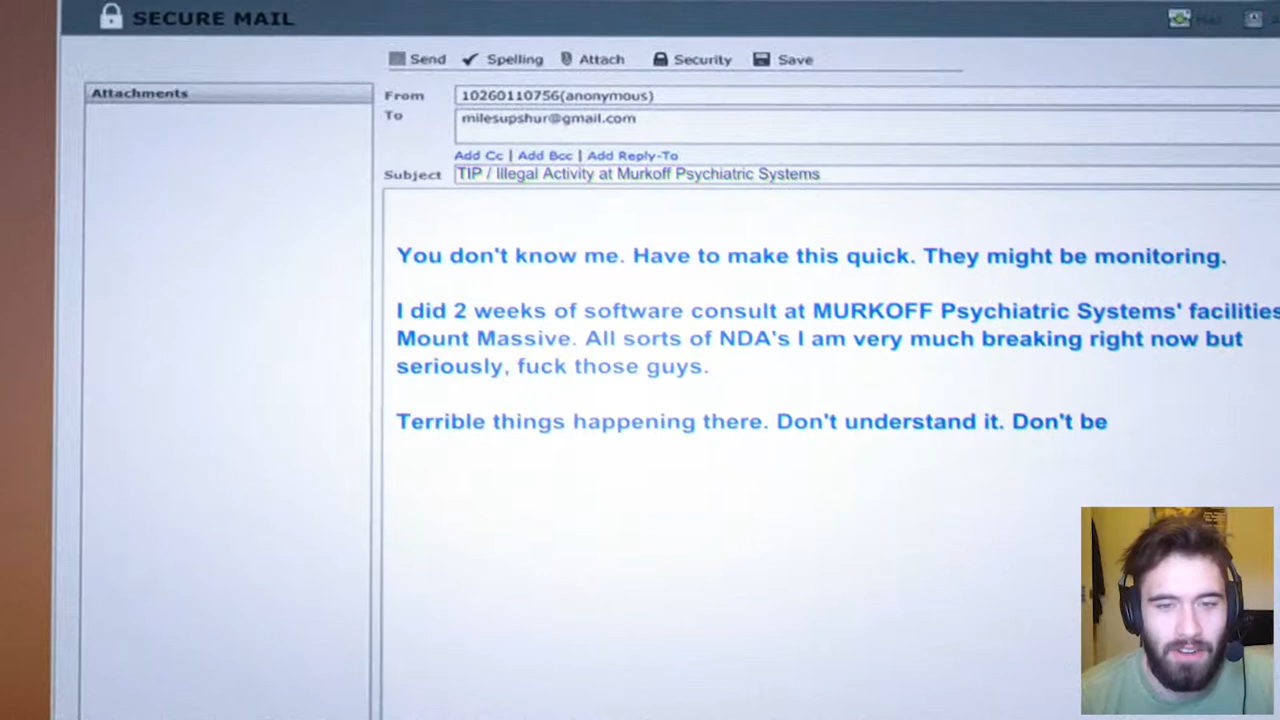 SECURE MAIL
Send Spelling Attach Security Save
Attachments
From 10260110756(anonymous)
To milesupshur@gmail.com
Add Cc | Add Bcc | Add Reply-To
Subject TIP / Illegal Activity at Murkoff Psychiatric Systems
You don't know me. Have to make this quick. They might be monitoring.
I did 2 weeks of software consult at MURKOFF Psychiatric Systems' facilities
Mount Massive. All sorts of NDA's I am very much breaking right now but
seriously, fuck those guys.
Terrible things happening there. Don't understand it. Don't be